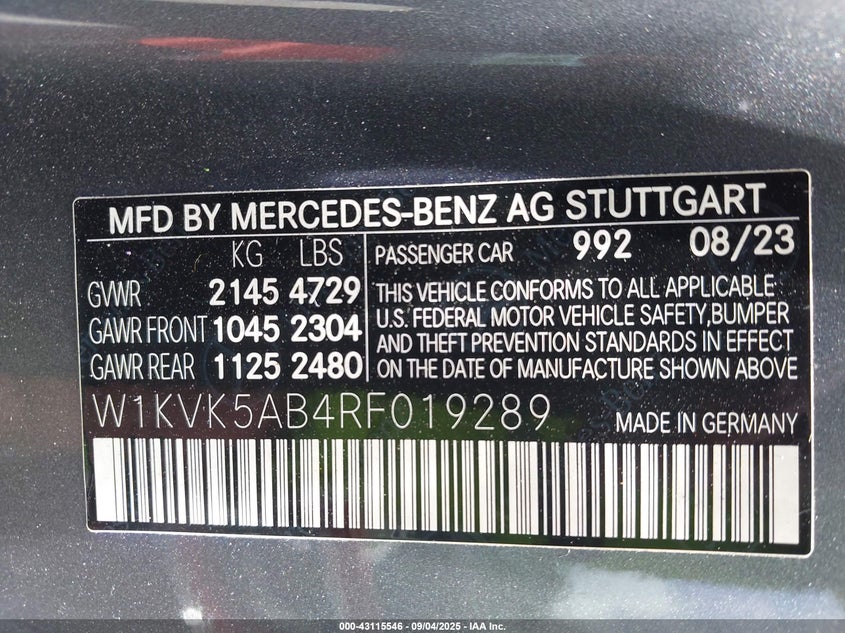 MFD BY MERCEDES-BENZ AG STUTTGART
KG LBS
GVWR 2145 4729
GAWR FRONT 1045 2304
GAWR REAR 1125 2480
PASSENGER CAR 992 08/23
THIS VEHICLE CONFORMS TO ALL APPLICABLE
U.S. FEDERAL MOTOR VEHICLE SAFETY,BUMPER
AND THEFT PREVENTION STANDARDS IN EFFECT
ON THE DATE OF MANUFACTURE SHOWN ABOVE
W1KVK5AB4RF019289
MADE IN GERMANY
000-43115546 - 09/04/2025 - IAA Inc.